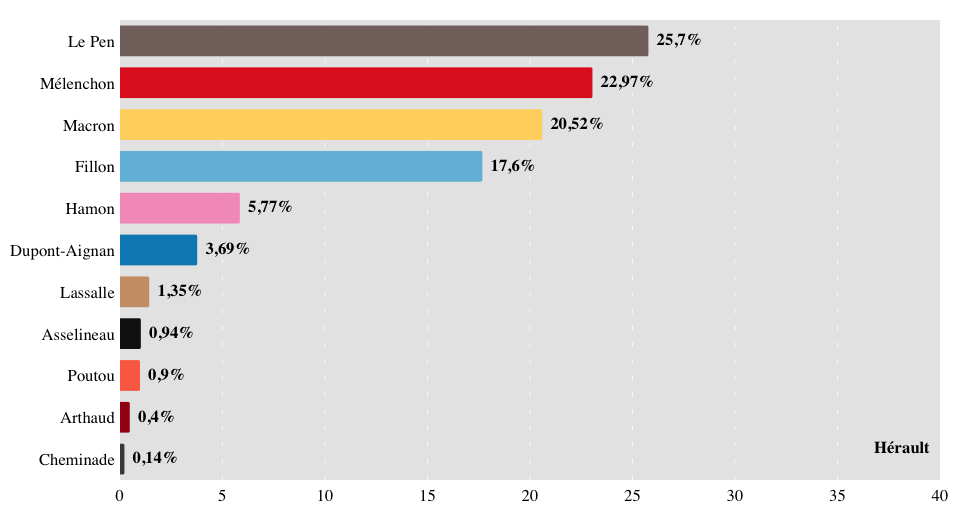 Le Pen 25,7%
Mélenchon 22,97%
Macron 20,52%
Fillon 17,6%
Hamon 5,77%
Dupont-Aignan 3,69%
Lassalle 1,35%
Asselineau 0,94%
Poutou 0,9%
Arthaud 0,4%
Hérault
Cheminade 0,14%
0 5 10 15 20 25 30 35 40